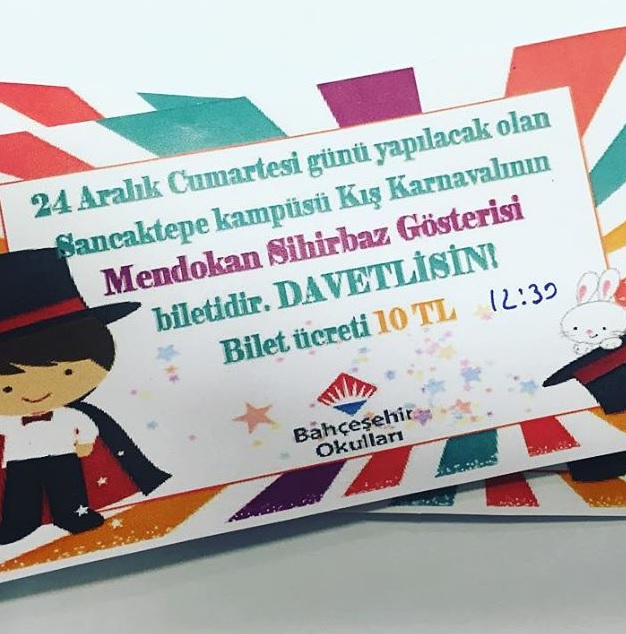 24 Aralık Cumartesi günü yapılacak olan
Sancaktepe kampüsü Kış Karnavalının
Mendokan Sihirbaz Gösterisi
biletidir. DAVETLİSİN!
Bilet ücreti 10 TL
12:30
Bahçeşehir
Okulları